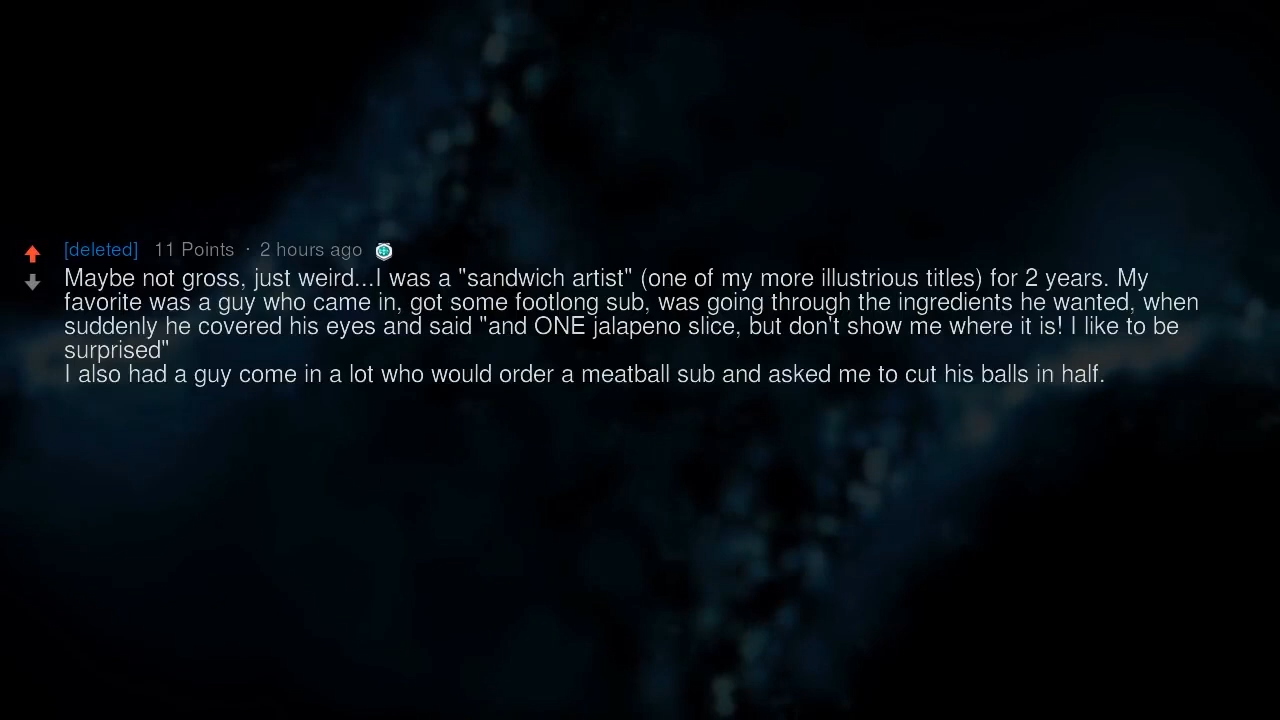 [deleted] 11 Points · 2 hours ago
Maybe not gross, just weird...I was a "sandwich artist" (one of my more illustrious titles) for 2 years. My
favorite was a guy who came in, got some footlong sub, was going through the ingredients he wanted, when
suddenly he covered his eyes and said "and ONE jalapeno slice, but don't show me where it is! I like to be
surprised"
I also had a guy come in a lot who would order a meatball sub and asked me to cut his balls in half.